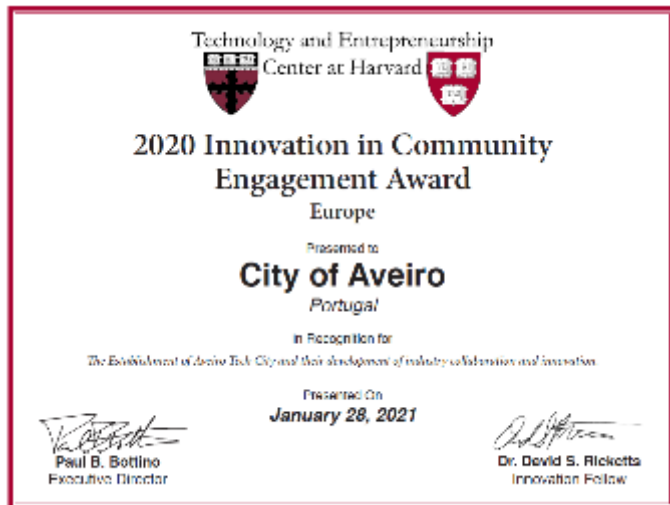 Technology and Entrepreneurship
Center at Harvard
2020 Innovation in Community
Engagement Award
Europe
Presented to
City of Aveiro
Portugal
in Recognition for
The Establishment of Aveiro Tech City and their development of industry collaboration and innovation.
Presented On
January 28, 2021
Paul B. Bottino
Executive Director
Dr. David S. Ricketts
Innovation Fellow